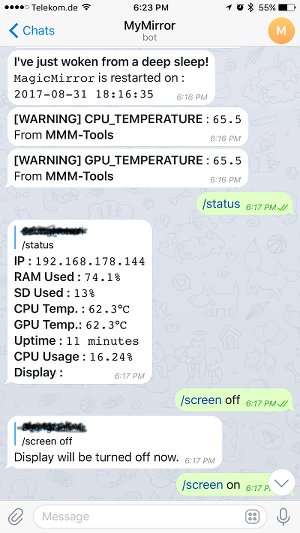 Telekom.de 6:23 PM 55%
Chats MyMirror M
bot
I've just woken from a deep sleep!
MagicMirror is restarted on :
2017-08-31 18:16:35
6:16 PM
[WARNING] CPU_TEMPERATURE : 65.5
From MMM-Tools 6:16 PM
[WARNING] GPU_TEMPERATURE : 65.5
From MMM-Tools 6:16 PM
/status 6:17 PM
/status
IP : 192.168.178.144
RAM Used : 74.1%
SD Used : 13%
CPU Temp. : 62.3°C
GPU Temp.: 62.3°C
Uptime : 11 minutes
CPU Usage : 16.24%
Display : 6:17 PM
/screen off 6:17 PM
/screen off
Display will be turned off now. 6:17 PM
/screen on 6:17
Message